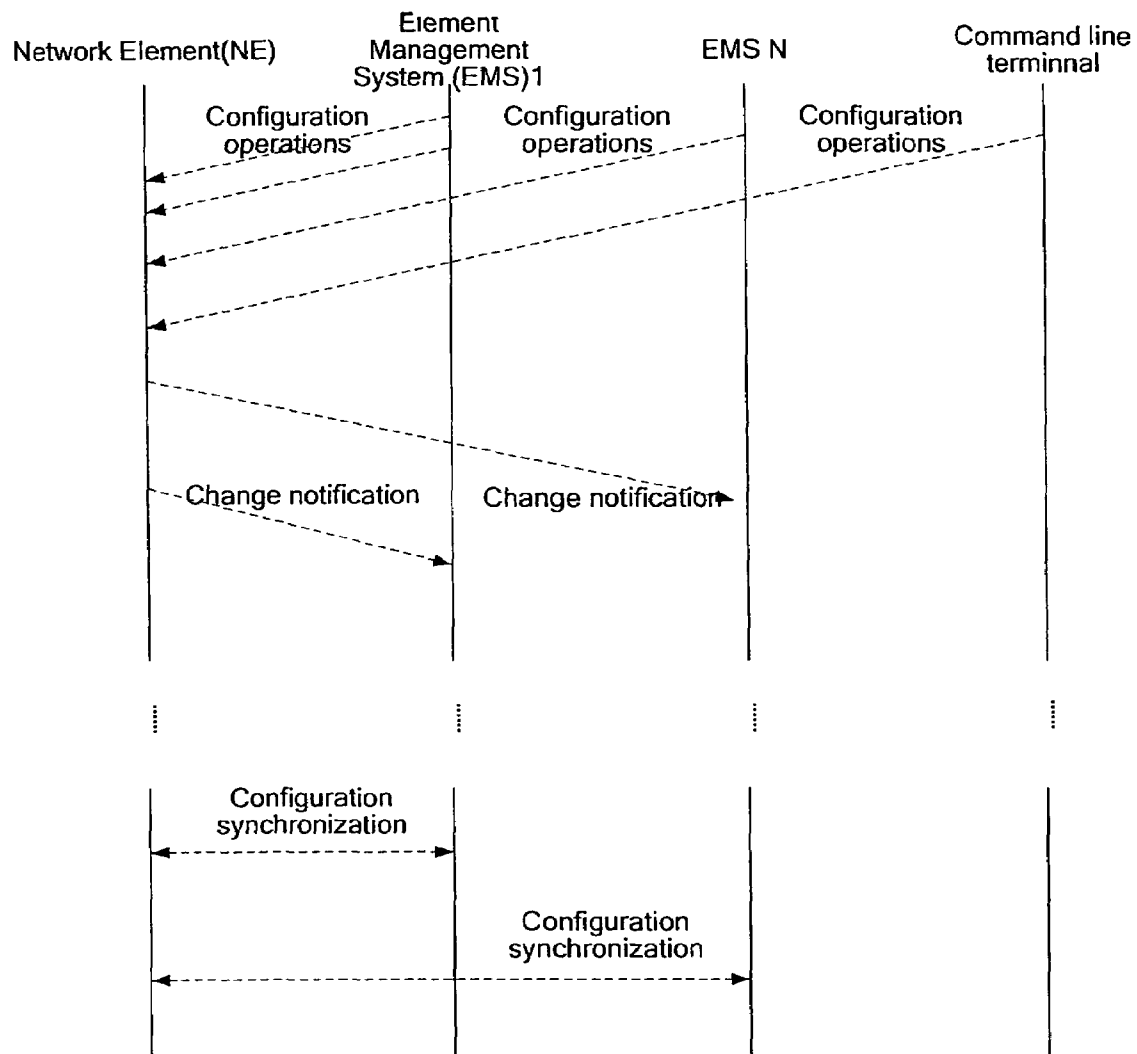 Network Element(NE)
Element
Management
System (EMS)1
EMS N
Command line
terminnal
Configuration
operations
Configuration
operations
Configuration
operations
Change notification
Change notification
Configuration
synchronization
Configuration
synchronization